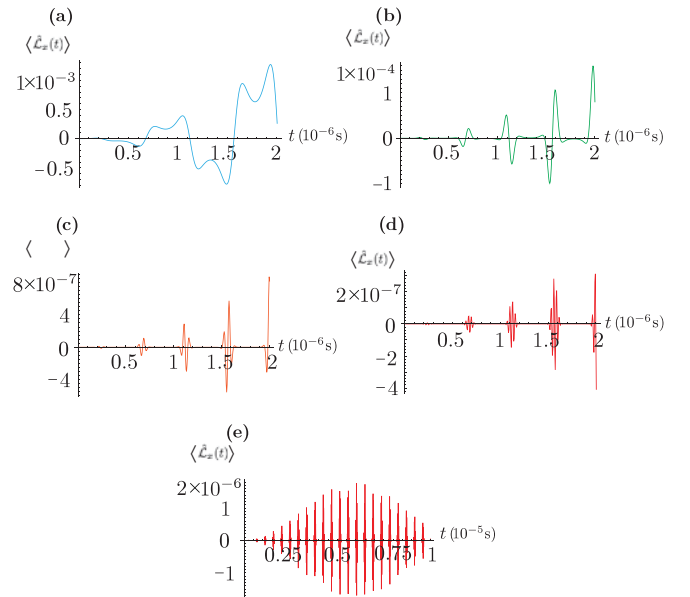 (a) (b)
⟨ℒ̂ₓ(t)⟩ ⟨ℒ̂ₓ(t)⟩
1×10⁻³ 1×10⁻⁴
0.5
0 0.5 1 1.5 2 t (10⁻⁶s) 0 0.5 1 1.5 2 t (10⁻⁶s)
−0.5
−1
(c) (d)
⟨ ⟩ ⟨ℒ̂ₓ(t)⟩
8×10⁻⁷ 2×10⁻⁷
4
0 0.5 1 1.5 2 t (10⁻⁶s) 0 0.5 1 1.5 2 t (10⁻⁶s)
−4 −2
−4
(e)
⟨ℒ̂ₓ(t)⟩
2×10⁻⁶
1
0 0.25 0.5 0.75 1 t (10⁻⁵s)
−1